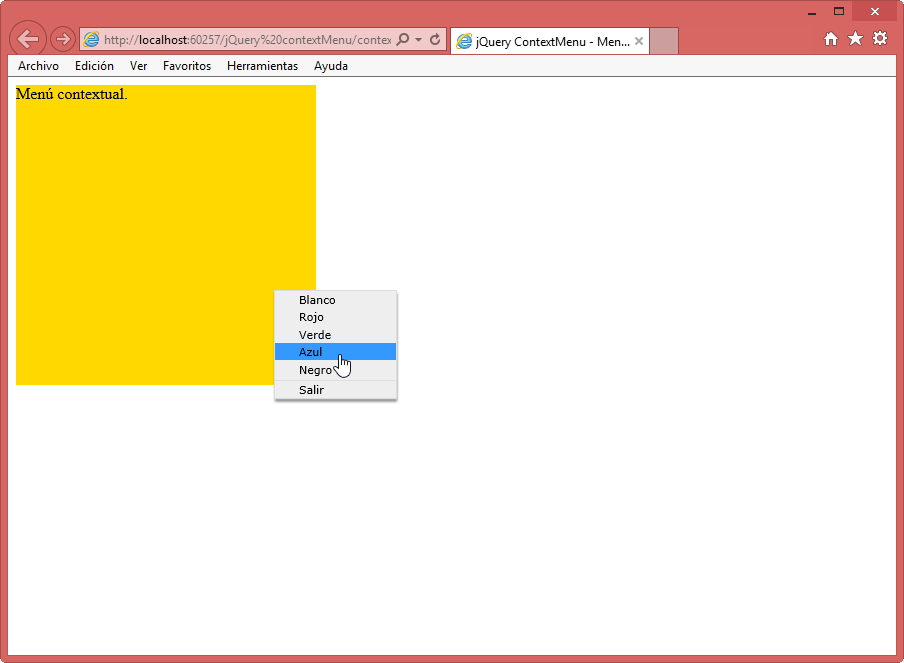 http://localhost:60257/jQuery%20contextMenu/contex
jQuery ContextMenu - Men...
Archivo Edición Ver Favoritos Herramientas Ayuda
Menú contextual.
Blanco
Rojo
Verde
Azul
Negro
Salir